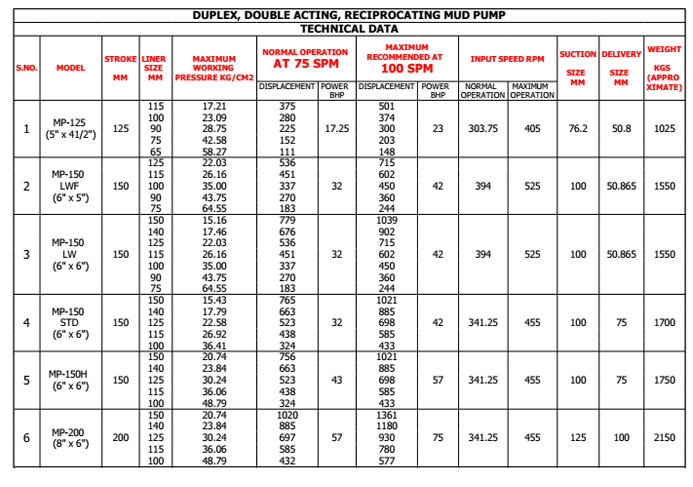 DUPLEX, DOUBLE ACTING, RECIPROCATING MUD PUMP
TECHNICAL DATA
S.NO. MODEL STROKE MM LINER SIZE MM MAXIMUM WORKING PRESSURE KG/CM2 NORMAL OPERATION AT 75 SPM MAXIMUM RECOMMENDED AT 100 SPM INPUT SPEED RPM SUCTION SIZE MM DELIVERY SIZE MM WEIGHT KGS (APPRO XIMATE)
DISPLACEMENT POWER BHP DISPLACEMENT POWER BHP NORMAL OPERATION MAXIMUM OPERATION
1 MP-125 (5" x 41/2") 125 17.25 23 303.75 405 76.2 50.8 1025
115 17.21 375 501
100 23.09 280 374
90 28.75 225 300
75 42.58 152 203
65 58.27 111 148
2 MP-150 LWF (6" x 5") 150 32 42 394 525 100 50.865 1550
125 22.03 536 715
115 26.16 451 602
100 35.00 337 450
90 43.75 270 360
75 64.55 183 244
3 MP-150 LW (6" x 6") 150 32 42 394 525 100 50.865 1550
150 15.16 779 1039
140 17.46 676 902
125 22.03 536 715
115 26.16 451 602
100 35.00 337 450
90 43.75 270 360
75 64.55 183 244
4 MP-150 STD (6" x 6") 150 32 42 341.25 455 100 75 1700
150 15.43 765 1021
140 17.79 663 885
125 22.58 523 698
115 26.92 438 585
100 36.41 324 433
5 MP-150H (6" x 6") 150 43 57 341.25 455 100 75 1750
150 20.74 756 1021
140 23.84 663 885
125 30.24 523 698
115 36.06 438 585
100 48.79 324 433
6 MP-200 (8" x 6") 200 57 75 341.25 455 125 100 2150
150 20.74 1020 1361
140 23.84 885 1180
125 30.24 697 930
115 36.06 585 780
100 48.79 432 577